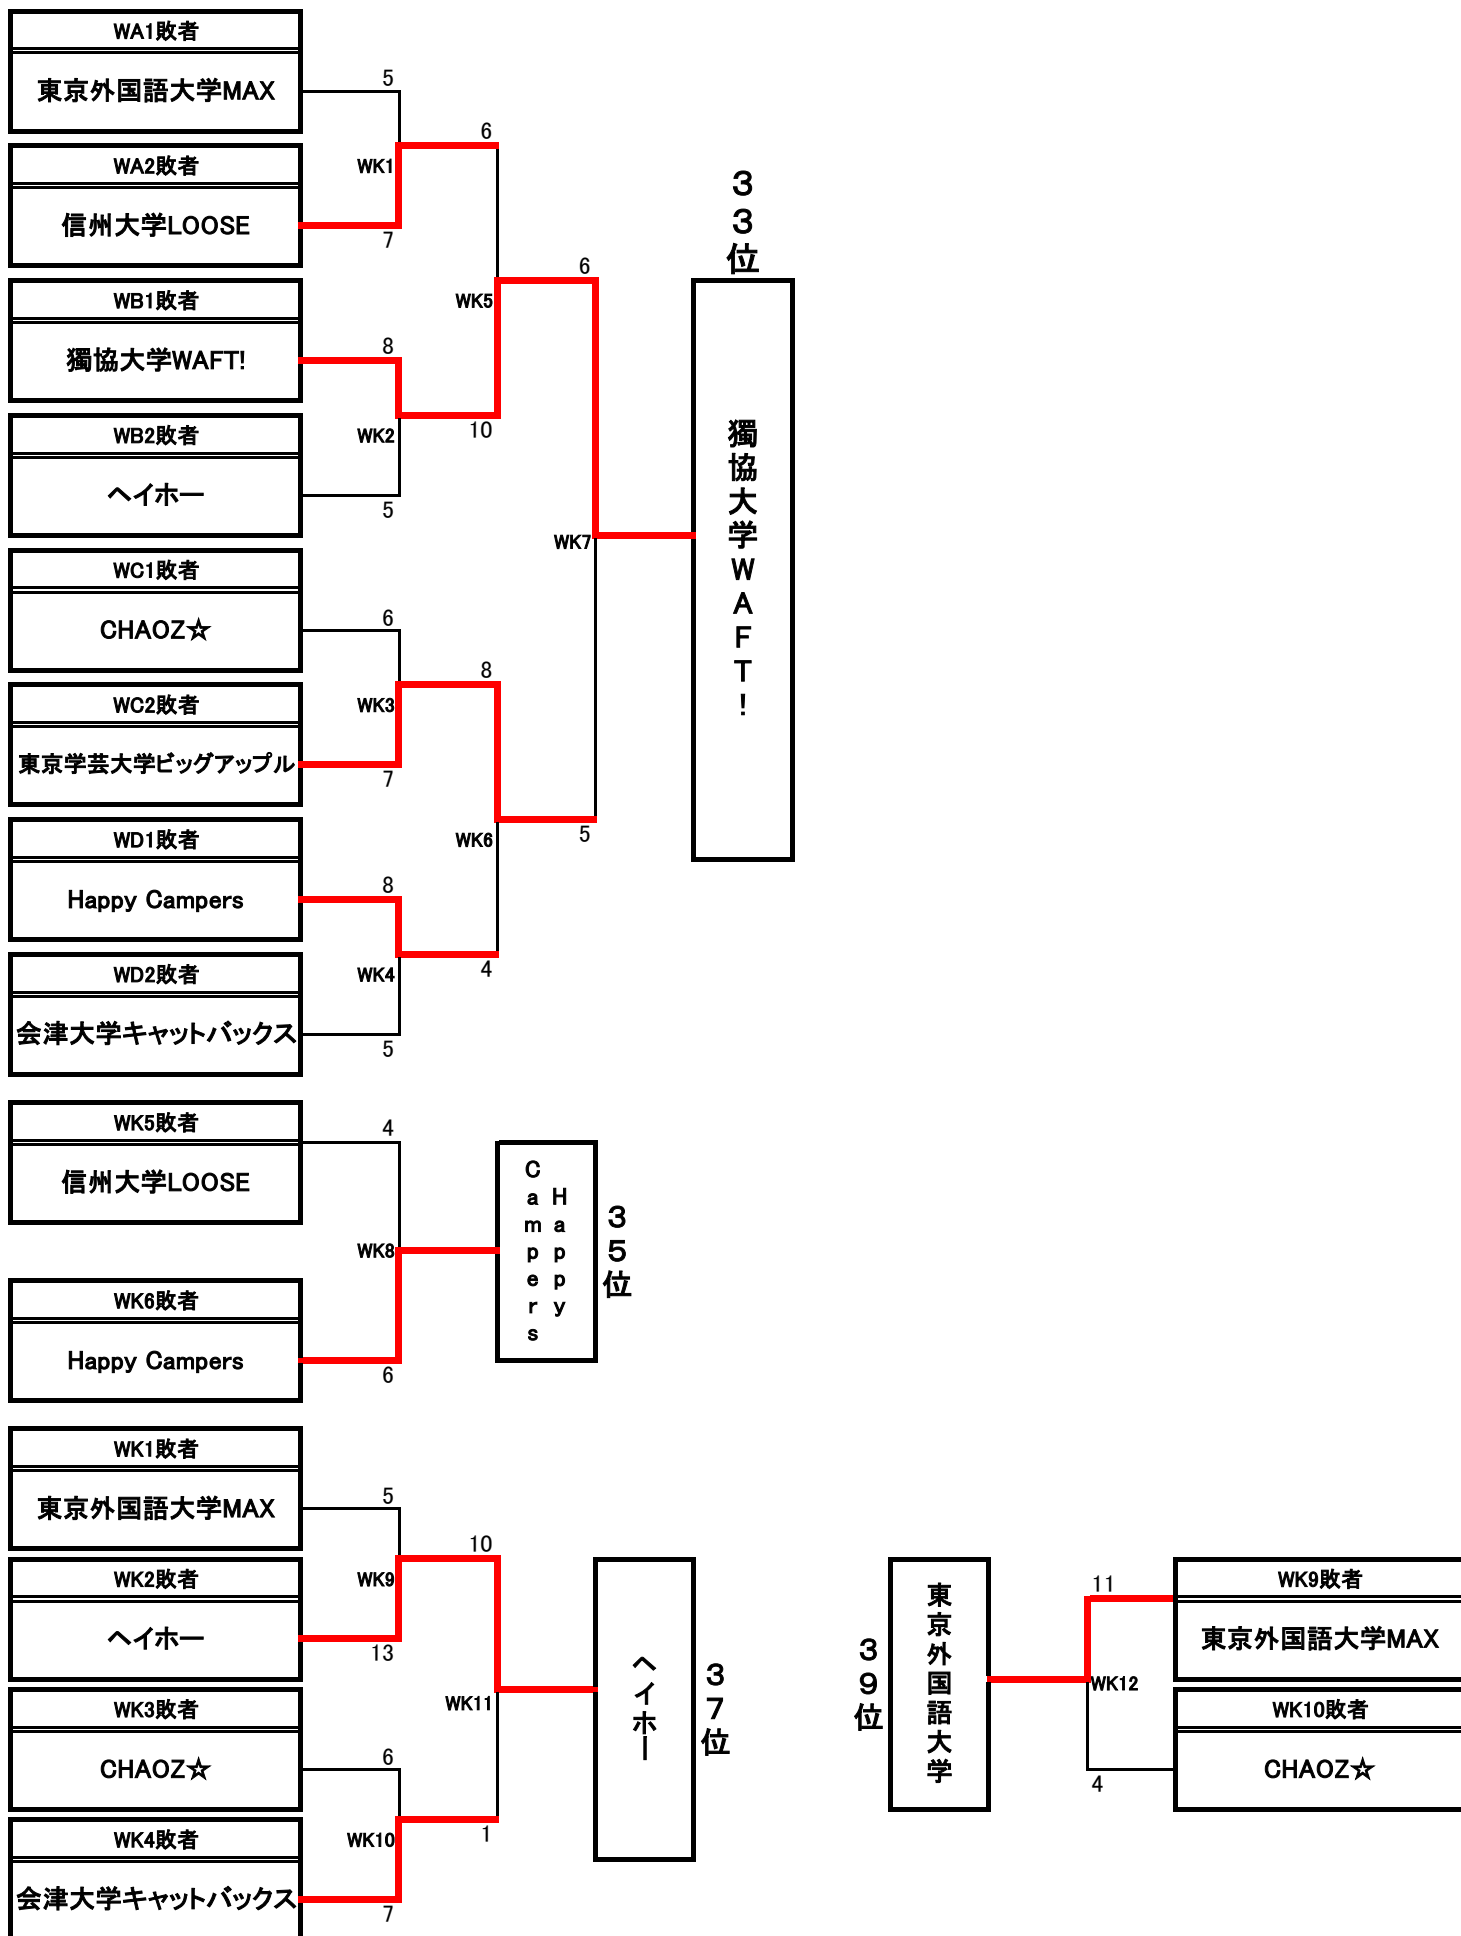 WA1敗者
東京外国語大学MAX
5
6
WK1
WA2敗者
信州大学LOOSE
7
33位
WB1敗者
獨協大学WAFT!
8
WK5
6
WB2敗者
ヘイホー
WK2
10
5
獨協大学WAFT!
WK7
WC1敗者
CHAOZ☆
6
8
WC2敗者
東京学芸大学ビッグアップル
WK3
7
WD1敗者
Happy Campers
8
WK6
5
WD2敗者
会津大学キャットバックス
WK4
4
5
WK5敗者
信州大学LOOSE
4
WK8
Happy
Campers
35位
WK6敗者
Happy Campers
6
WK1敗者
東京外国語大学MAX
5
10
WK2敗者
ヘイホー
WK9
13
WK11
ヘイホー
37位
WK3敗者
CHAOZ☆
6
WK4敗者
会津大学キャットバックス
WK10
1
7
39位
東京外国語大学
11
WK12
4
WK9敗者
東京外国語大学MAX
WK10敗者
CHAOZ☆